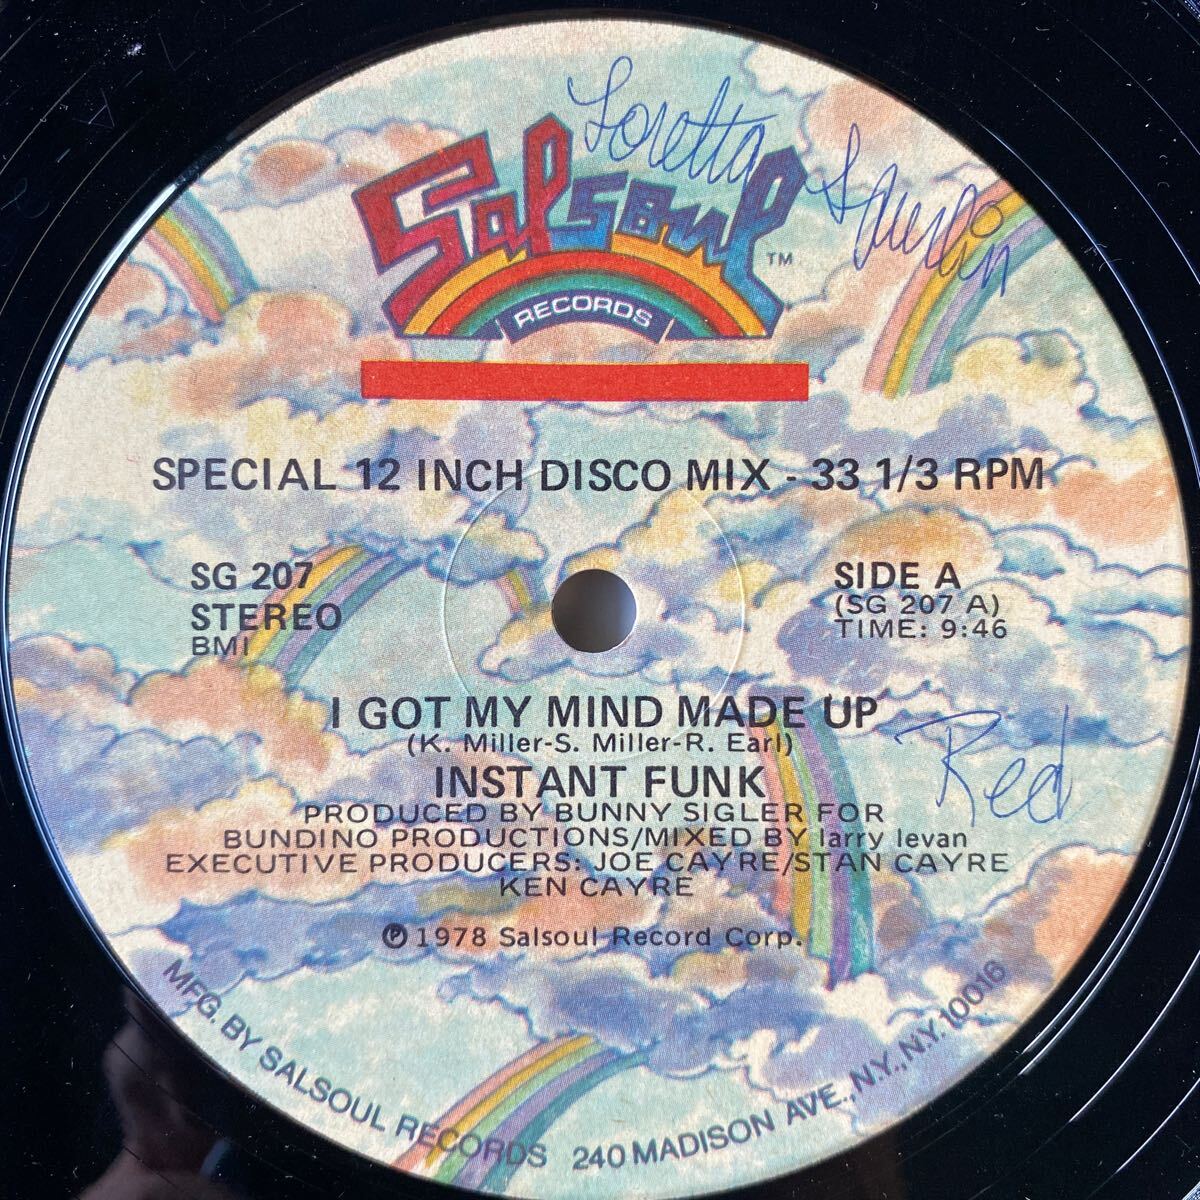 Loretta
Salsoul TM
RECORDS
SPECIAL 12 INCH DISCO MIX - 33 1/3 RPM
SG 207
STEREO
BMI
SIDE A
(SG 207 A)
TIME: 9:46
I GOT MY MIND MADE UP
(K. Miller-S. Miller-R. Earl)
INSTANT FUNK
Red
PRODUCED BY BUNNY SIGLER FOR
BUNDINO PRODUCTIONS/MIXED BY larry levan
EXECUTIVE PRODUCERS: JOE CAYRE/STAN CAYRE
KEN CAYRE
℗ 1978 Salsoul Record Corp.
MFG. BY SALSOUL RECORDS 240 MADISON AVE., N.Y., N.Y. 10016